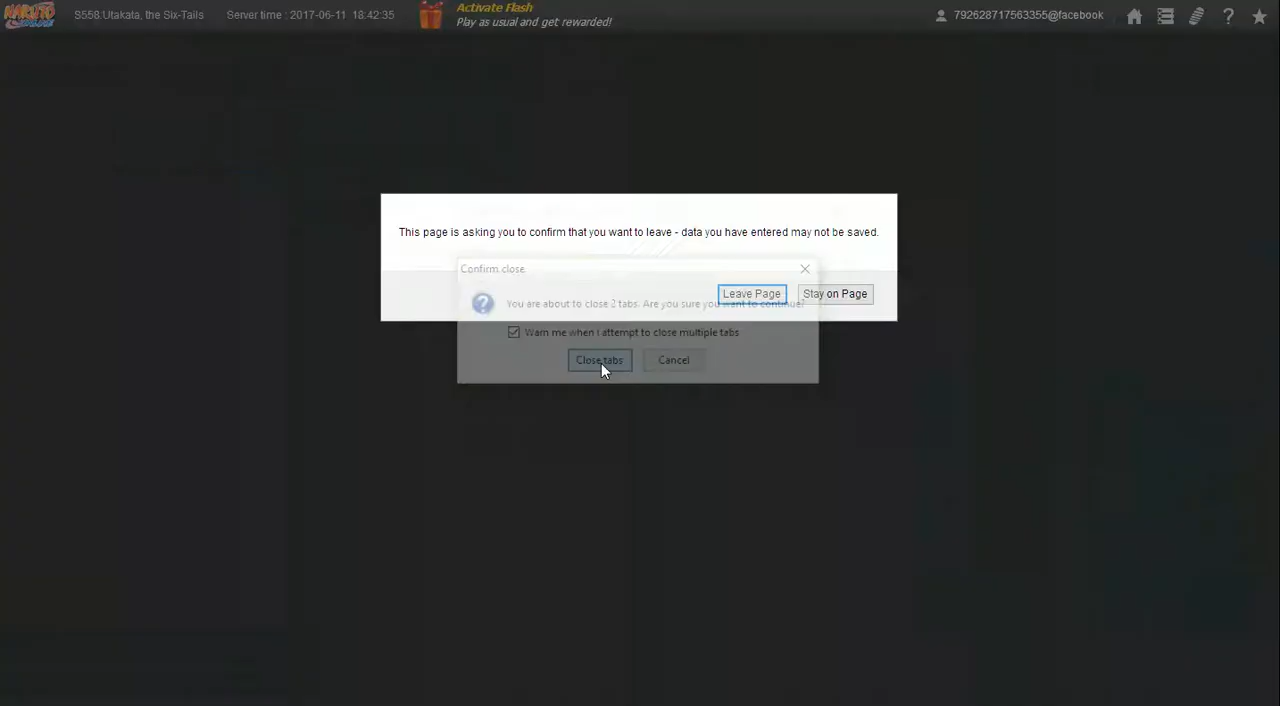 NARUTO
ONLINE
S558:Utakata, the Six-Tails
Server time : 2017-06-11 18:42:35
Activate Flash
Play as usual and get rewarded!
792628717563355@facebook
This page is asking you to confirm that you want to leave - data you have entered may not be saved.
Confirm close
Leave Page
Stay on Page
You are about to close 2 tabs. Are you sure you want to continue?
Warn me when I attempt to close multiple tabs
Close tabs
Cancel